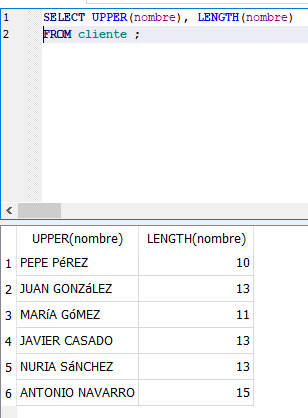 1 SELECT UPPER(nombre), LENGTH(nombre)
2 FROM cliente ;
UPPER(nombre) LENGTH(nombre)
1 PEPE PéREZ 10
2 JUAN GONZáLEZ 13
3 MARíA GóMEZ 11
4 JAVIER CASADO 13
5 NURIA SáNCHEZ 13
6 ANTONIO NAVARRO 15